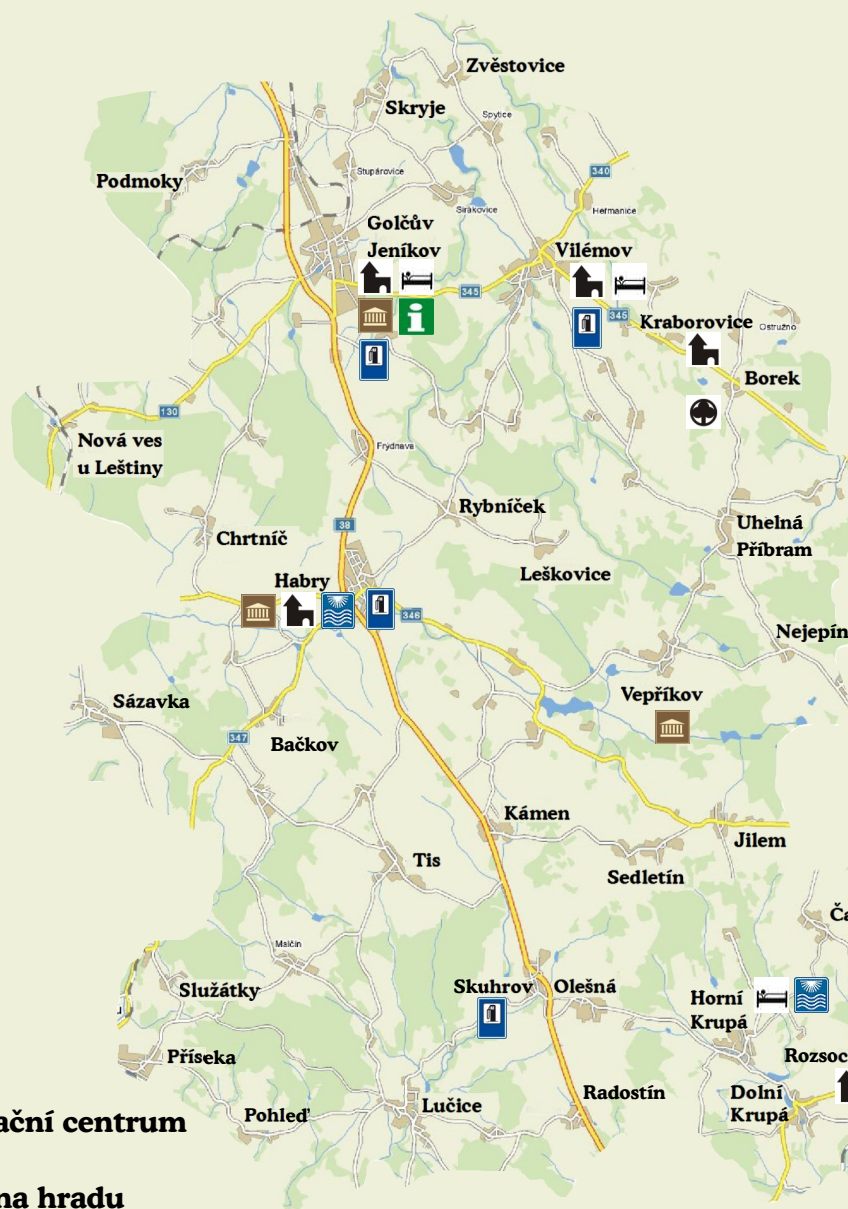 Zvěstovice
Skryje
Spytice
Podmoky
Stupárovice
340
Sirákovice
Heřmanice
Golčův
Jeníkov
Vilémov
345
345
Kraborovice
Ostružno
Borek
130
Nová ves
u Leštiny
Frýdnava
Rybníček
38
Chrtníč
Uhelná
Příbram
Leškovice
Habry
346
Nejepín
Sázavka
Vepříkov
347
Bačkov
Kámen
Jilem
Tis
Sedletín
Ča
Malčín
Služátky
Skuhrov
Olešná
Horní
Krupá
Příseka
Rozsoc
Radostín
Dolní
Krupá
Lučice
Pohleď
ační centrum
na hradu